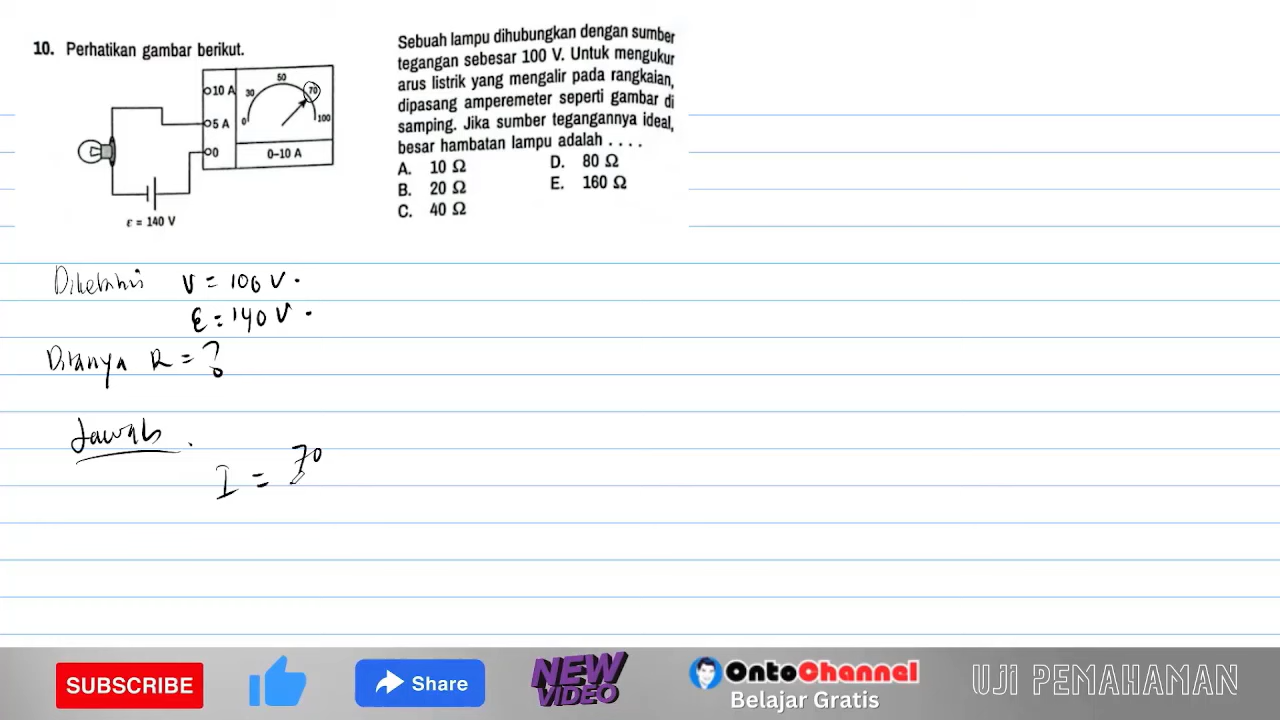 10. Perhatikan gambar berikut.
10 A
5 A
0
0
30
50
70
100
0–10 A
ε = 140 V
Sebuah lampu dihubungkan dengan sumber
tegangan sebesar 100 V. Untuk mengukur
arus listrik yang mengalir pada rangkaian,
dipasang amperemeter seperti gambar di
samping. Jika sumber tegangannya ideal,
besar hambatan lampu adalah . . . .
A. 10 Ω
B. 20 Ω
C. 40 Ω
D. 80 Ω
E. 160 Ω
V = 100 V.
ε = 140 V.
Ditanya R = ?
Jawab.
I = 70
SUBSCRIBE
Share
NEW
VIDEO
OntoChannel
Belajar Gratis
UJI PEMAHAMAN